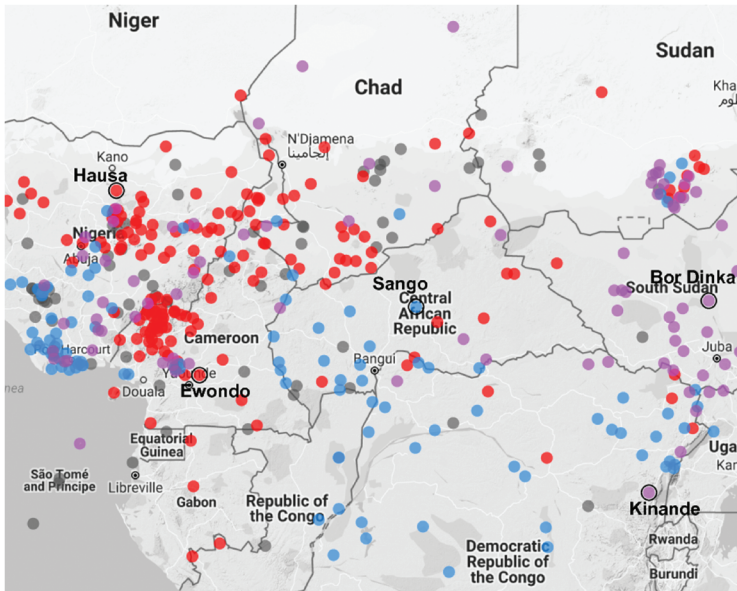 Niger
Sudan
Chad
N'Djamena
إنجامينا
Kano
Hausa
Abuja
Bor Dinka
South Sudan
Sango
Central
African
Republic
Cameroon
Harcourt
Bangui
Juba
Douala
Ewondo
Equatorial
Guinea
São Tomé
and Príncipe
Libreville
Gabon
Republic of
the Congo
Kinande
Rwanda
Democratic
Republic of
the Congo
Burundi